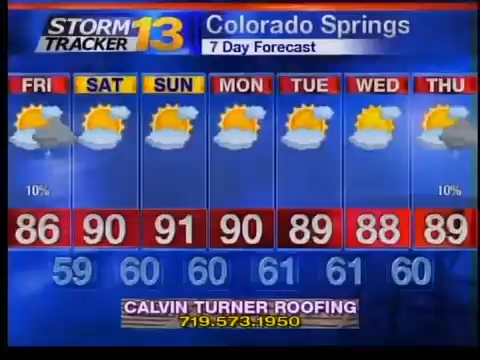 STORM TRACKER 13
Colorado Springs
7 Day Forecast
FRI SAT SUN MON TUE WED THU
10% 10%
86 90 91 90 89 88 89
59 60 60 61 61 60
CALVIN TURNER ROOFING
719.573.1950